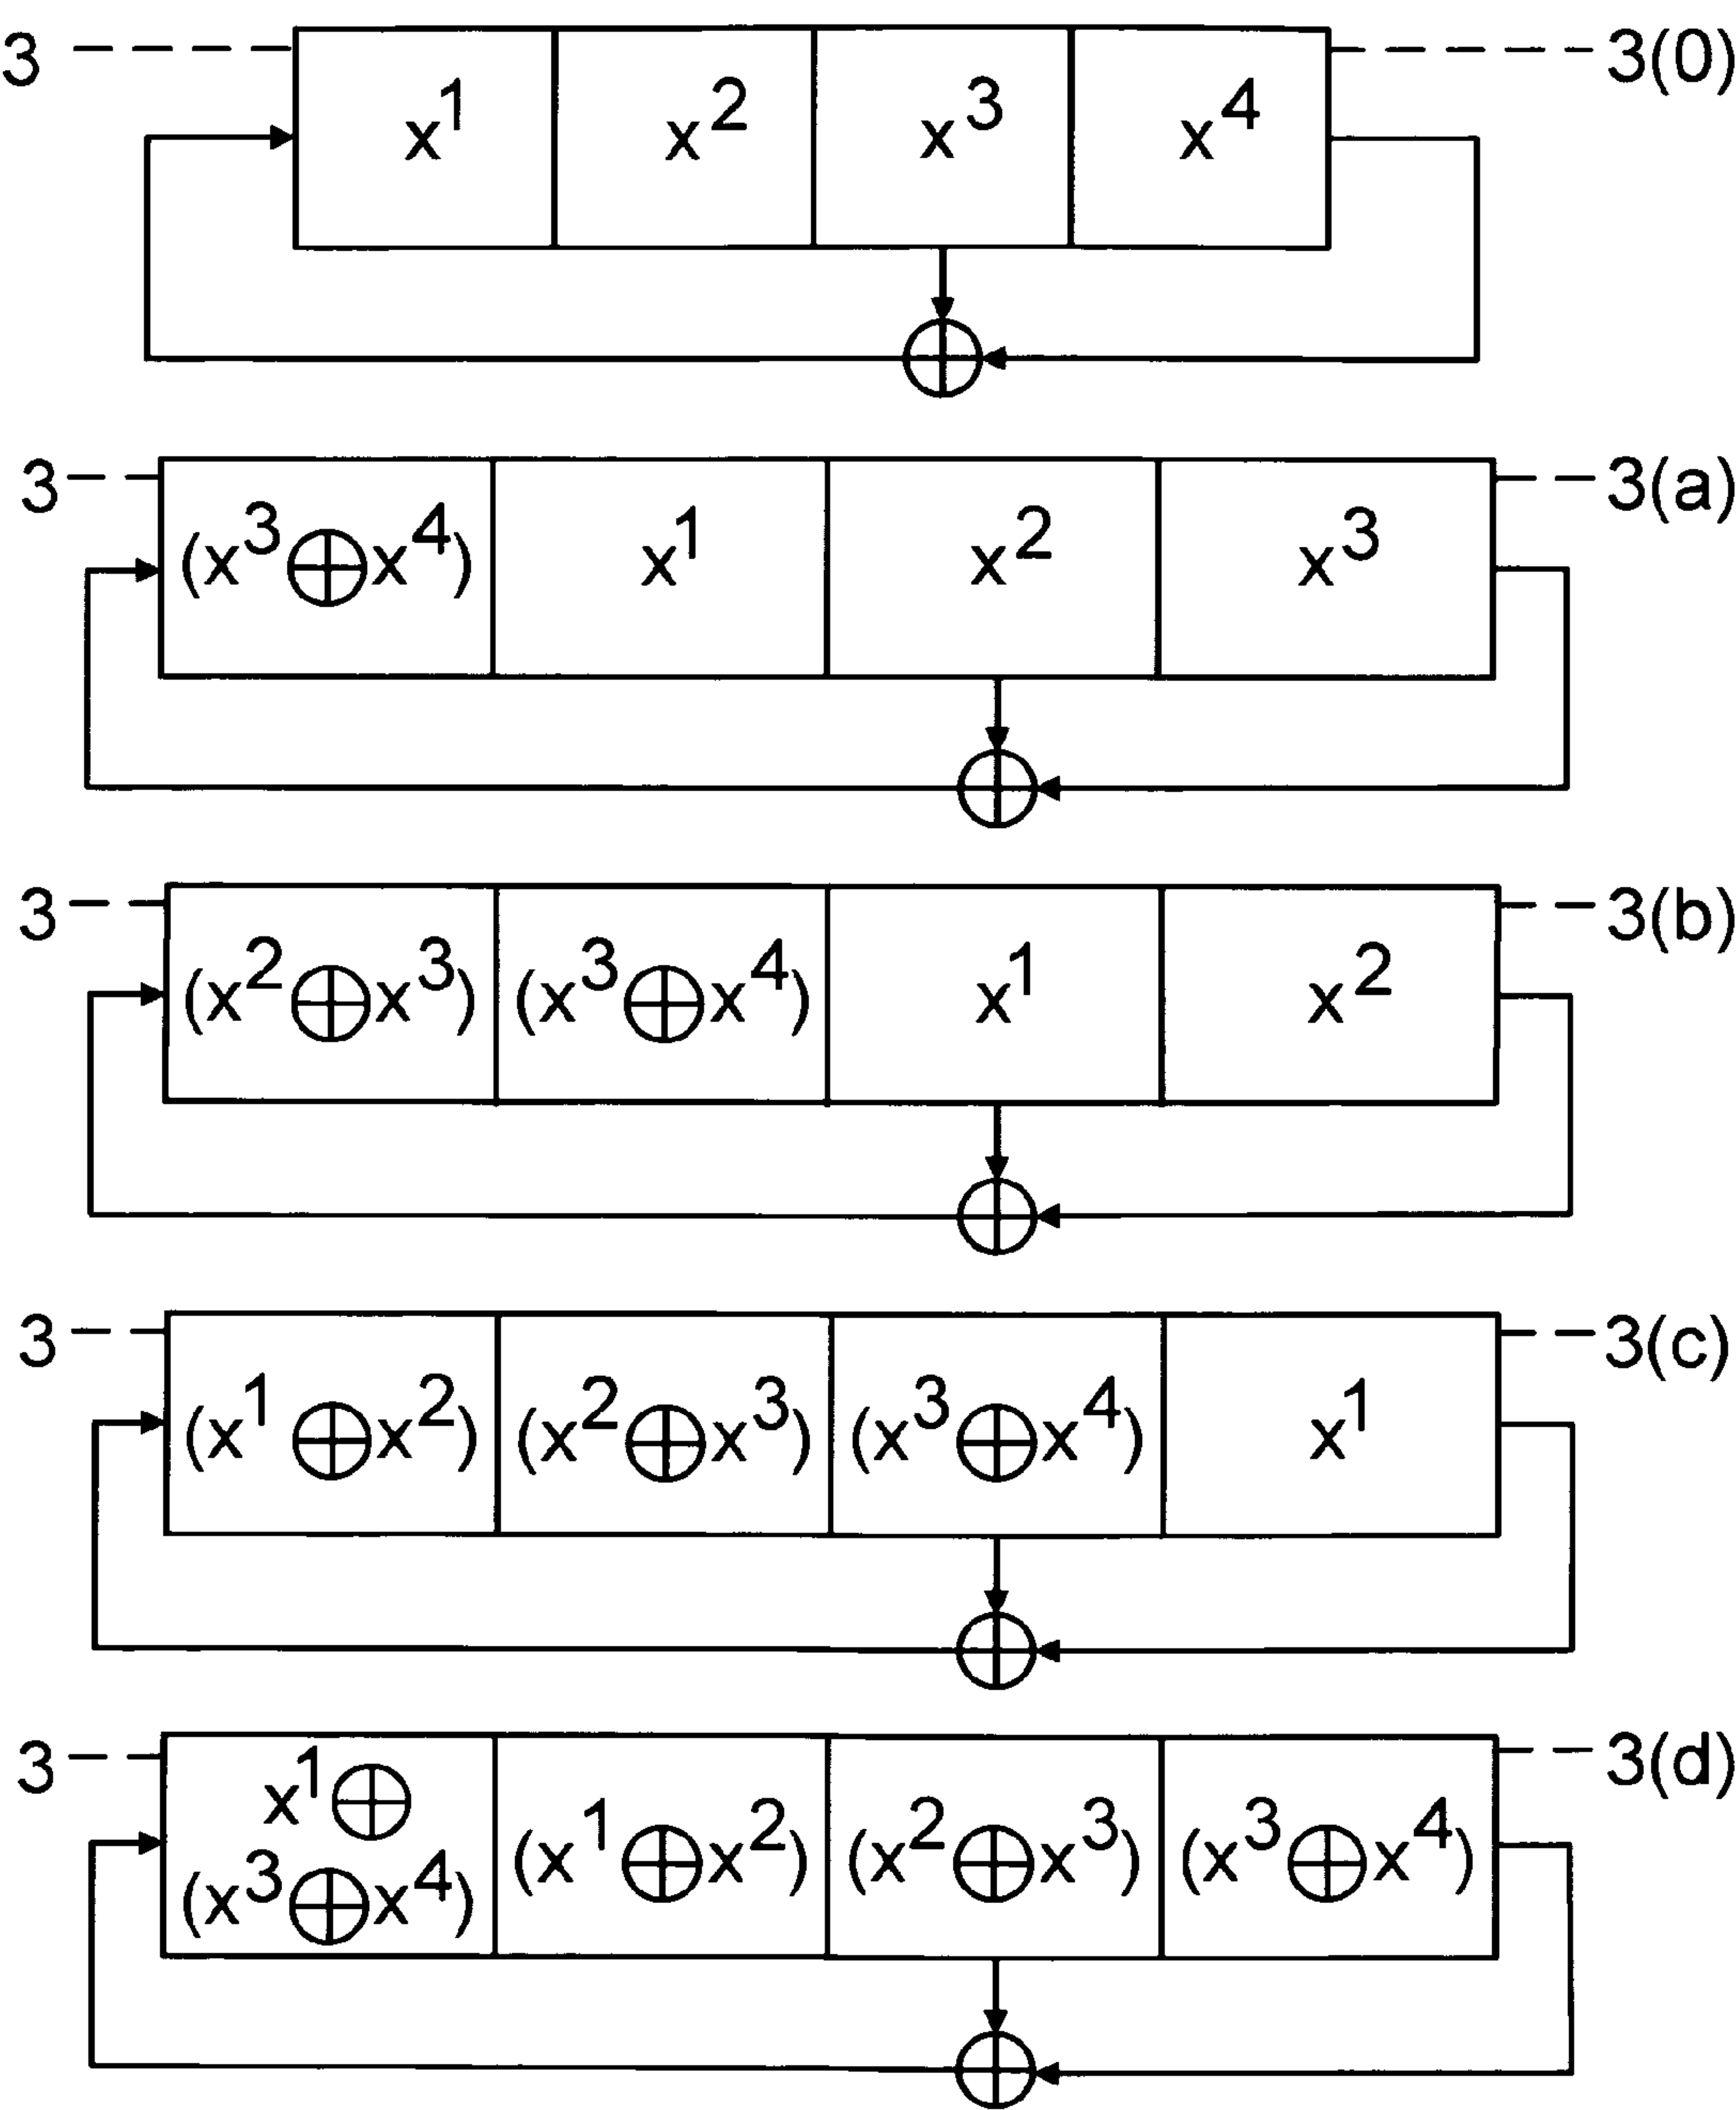 3 x¹ x² x³ x⁴ 3(0)
3 (x³⊕x⁴) x¹ x² x³ 3(a)
3 (x²⊕x³) (x³⊕x⁴) x¹ x² 3(b)
3 (x¹⊕x²) (x²⊕x³) (x³⊕x⁴) x¹ 3(c)
3 x¹⊕ 3(d)
(x³⊕x⁴) (x¹⊕x²) (x²⊕x³) (x³⊕x⁴)